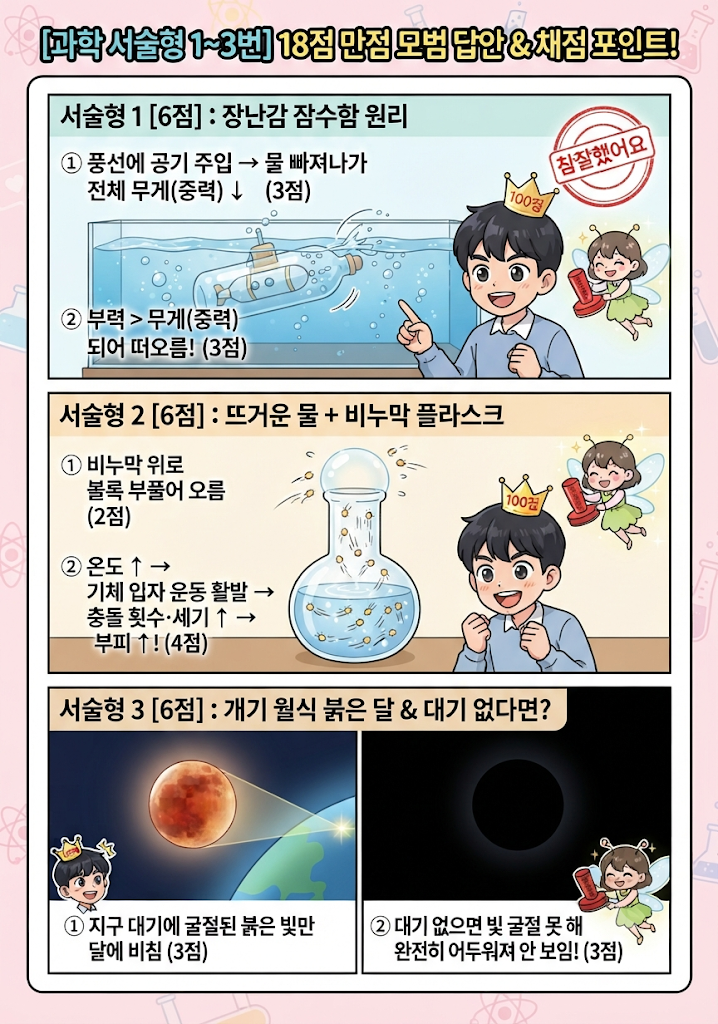 [과학 서술형 1~3번] 18점 만점 모범 답안 & 채점 포인트!
서술형 1 [6점] : 장난감 잠수함 원리
① 풍선에 공기 주입 → 물 빠져나가
전체 무게(중력) ↓ (3점)
참잘했어요
100점
② 부력 > 무게(중력)
되어 떠오름! (3점)
서술형 2 [6점] : 뜨거운 물 + 비누막 플라스크
① 비누막 위로
볼록 부풀어 오름
(2점)
100점
② 온도 ↑ →
기체 입자 운동 활발 →
충돌 횟수·세기 ↑ →
부피 ↑! (4점)
서술형 3 [6점] : 개기 월식 붉은 달 & 대기 없다면?
① 지구 대기에 굴절된 붉은 빛만
달에 비침 (3점)
② 대기 없으면 빛 굴절 못 해
완전히 어두워져 안 보임! (3점)